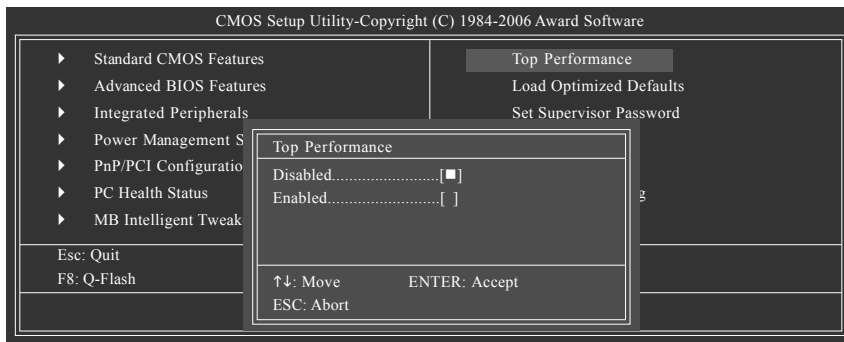 CMOS Setup Utility-Copyright (C) 1984-2006 Award Software
Standard CMOS Features
Advanced BIOS Features
Integrated Peripherals
Power Management S
PnP/PCI Configuratio
PC Health Status
MB Intelligent Tweak
Top Performance
Load Optimized Defaults
Set Supervisor Password
g
Top Performance
Disabled.........................[■]
Enabled..........................[ ]
↑↓: Move ENTER: Accept
ESC: Abort
Esc: Quit
F8: Q-Flash